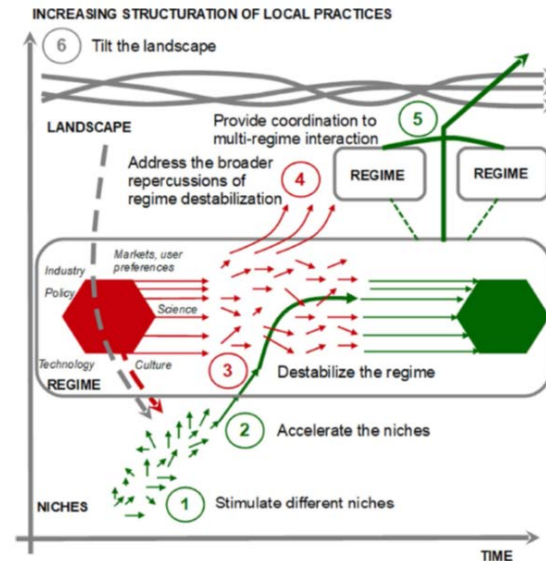 INCREASING STRUCTURATION OF LOCAL PRACTICES
6 Tilt the landscape
LANDSCAPE
Provide coordination to
multi-regime interaction
5
Address the broader
repercussions of
regime destabilization
4
REGIME
REGIME
Industry
Markets, user
preferences
Policy
Science
Technology
Culture
REGIME
3
Destabilize the regime
2
Accelerate the niches
NICHES
1
Stimulate different niches
TIME